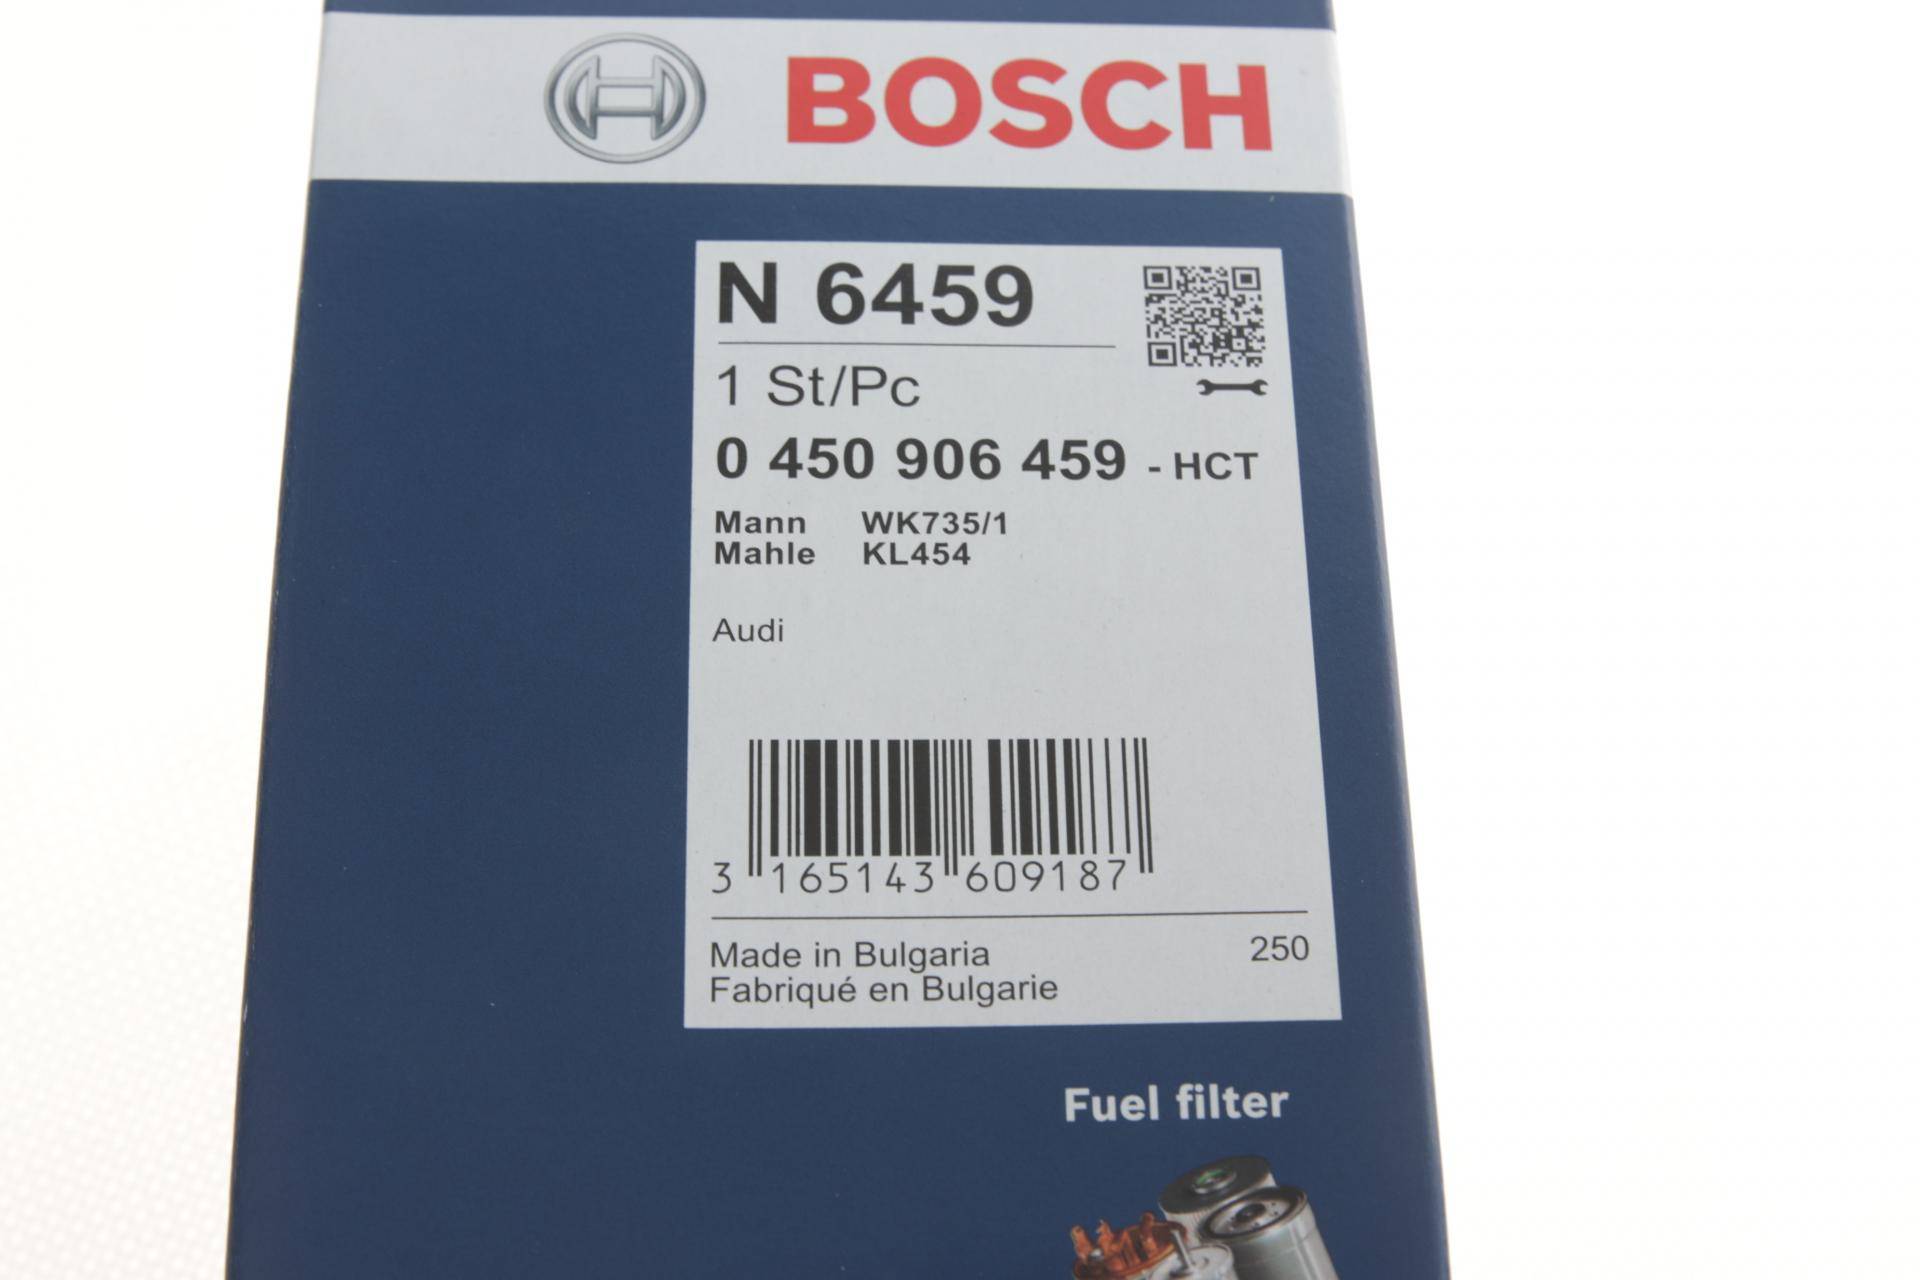 BOSCH
N 6459
1 St/Pc
0 450 906 459 - HCT
Mann WK735/1
Mahle KL454
Audi
3 165143 609187
Made in Bulgaria 250
Fabriqué en Bulgarie
Fuel filter